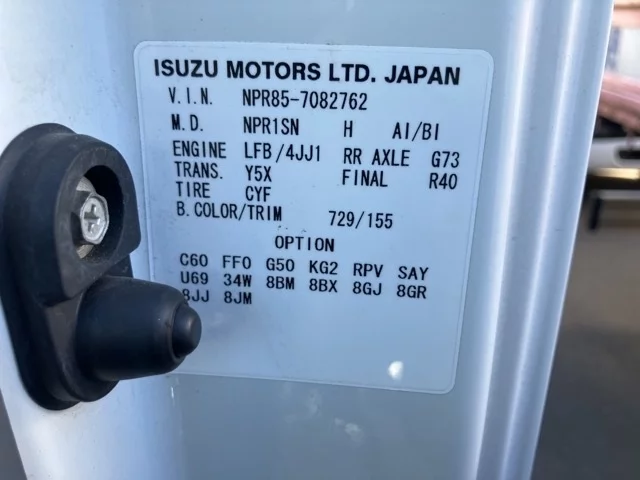 ISUZU MOTORS LTD. JAPAN
V.I.N. NPR85-7082762
M.D. NPR1SN H AI/BI
ENGINE LFB/4JJ1 RR AXLE G73
TRANS. Y5X FINAL R40
TIRE CYF
B.COLOR/TRIM 729/155
OPTION
C60 FF0 G50 KG2 RPV SAY
U69 34W 8BM 8BX 8GJ 8GR
8JJ 8JM